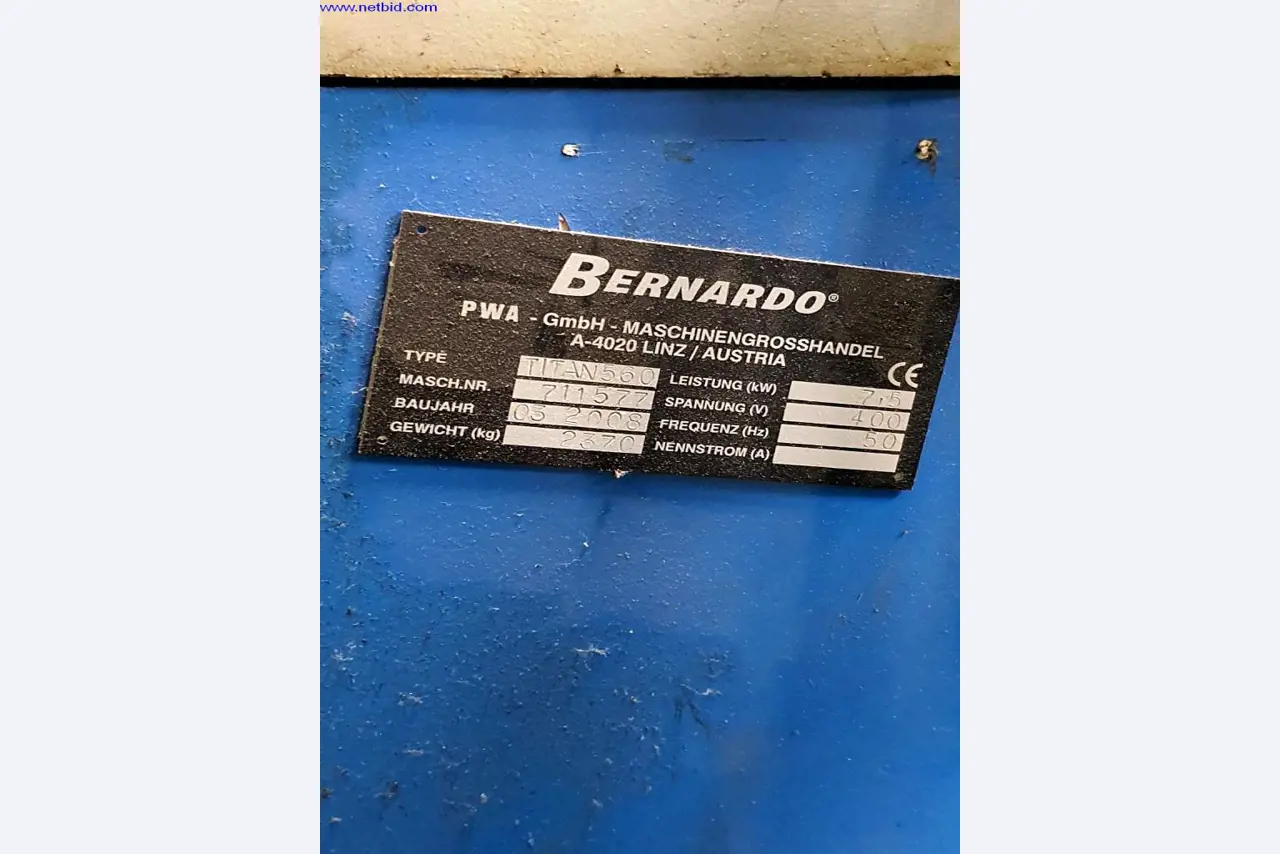 www.netbid.com
BERNARDO®
PWA - GmbH - MASCHINENGROSSHANDEL
A-4020 LINZ / AUSTRIA
TYPE TITAN560 LEISTUNG (kW) 7,5
MASCH.NR. 711577 SPANNUNG (V) 400
BAUJAHR 03 2008 FREQUENZ (Hz) 50
GEWICHT (kg) 2370 NENNSTROM (A)
CE